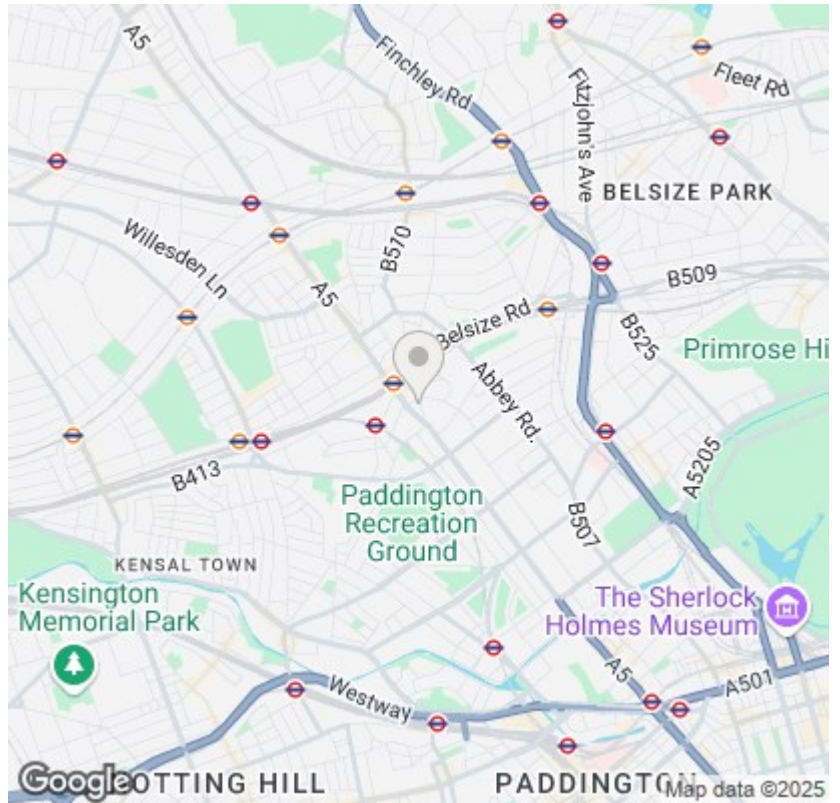 A5
Finchley Rd
Fitzjohn's Ave
Fleet Rd
BELSIZE PARK
Willesden Ln
B510
A5
B509
Belsize Rd
B525
Primrose Hi
Abbey Rd.
A5205
B413
Paddington
Recreation
Ground
B507
KENSAL TOWN
Kensington
Memorial Park
The Sherlock
Holmes Museum
A5
A501
Westway
Google
OTTING HILL
PADDINGTON
Map data ©2025